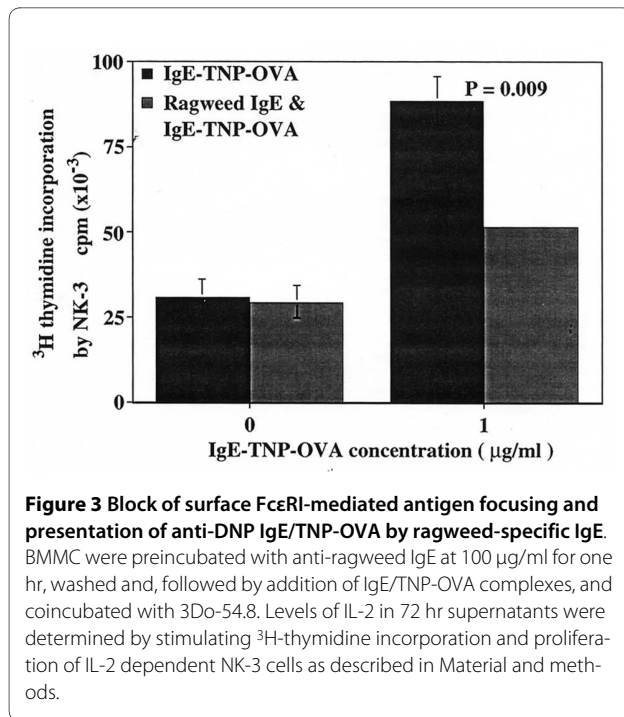 100
75
50
25
0
³H thymidine incorporation
by NK-3 cpm (x10⁻³)
IgE-TNP-OVA
Ragweed IgE &
IgE-TNP-OVA
P = 0.009
0
1
IgE-TNP-OVA concentration ( µg/ml )
Figure 3 Block of surface FcεRI-mediated antigen focusing and
presentation of anti-DNP IgE/TNP-OVA by ragweed-specific IgE.
BMMC were preincubated with anti-ragweed IgE at 100 µg/ml for one
hr, washed and, followed by addition of IgE/TNP-OVA complexes, and
coincubated with 3Do-54.8. Levels of IL-2 in 72 hr supernatants were
determined by stimulating ³H-thymidine incorporation and prolifera-
tion of IL-2 dependent NK-3 cells as described in Material and meth-
ods.